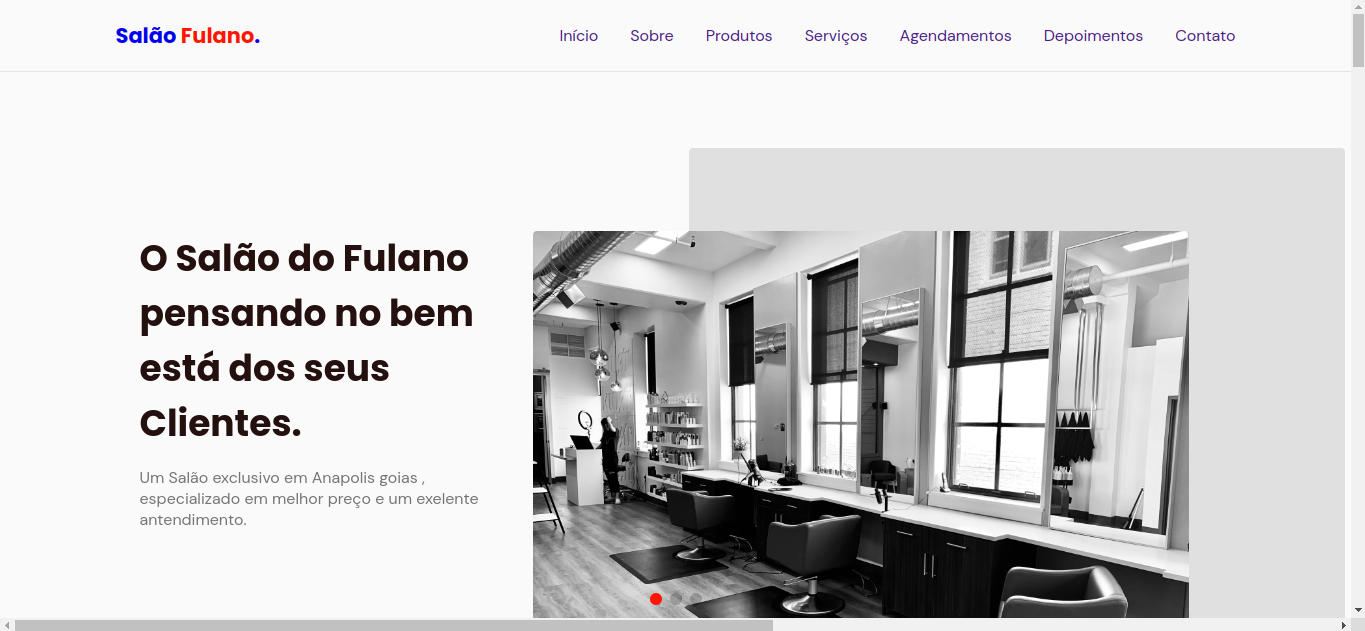 Salão Fulano.
Início Sobre Produtos Serviços Agendamentos Depoimentos Contato
O Salão do Fulano
pensando no bem
está dos seus
Clientes.
Um Salão exclusivo em Anapolis goias ,
especializado em melhor preço e um exelente
antendimento.